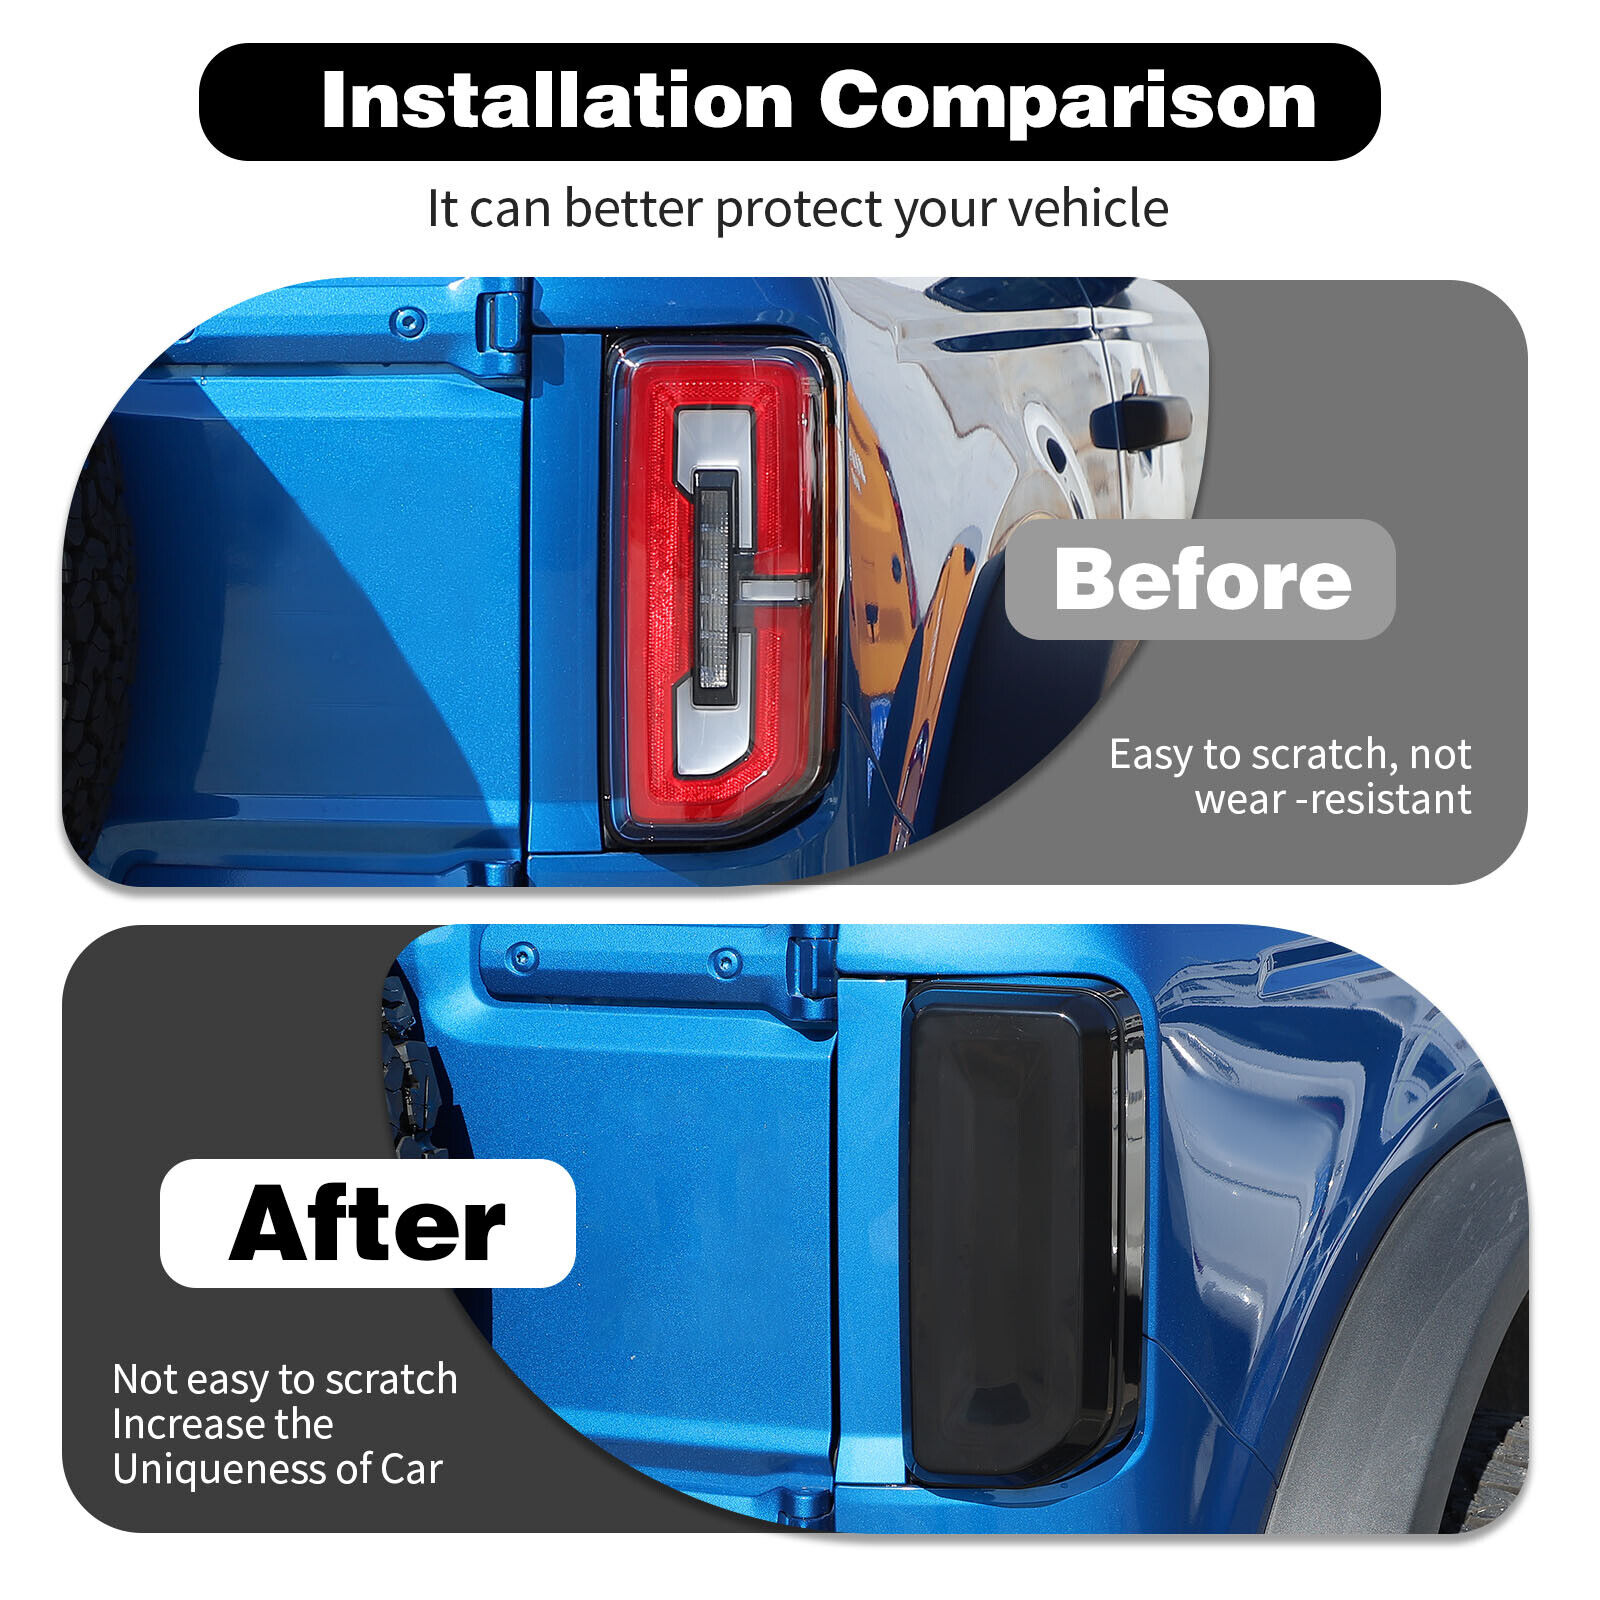 Installation Comparison
It can better protect your vehicle
Before
Easy to scratch, not
wear -resistant
After
Not easy to scratch
Increase the
Uniqueness of Car